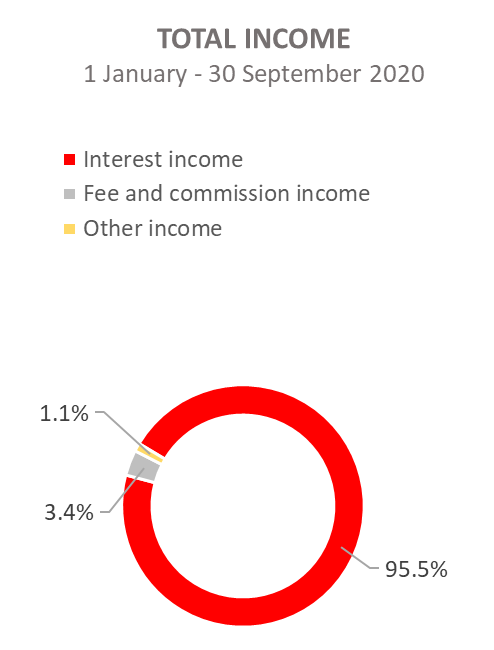 TOTAL INCOME
1 January - 30 September 2020
Interest income
Fee and commission income
Other income
1.1%
3.4%
95.5%